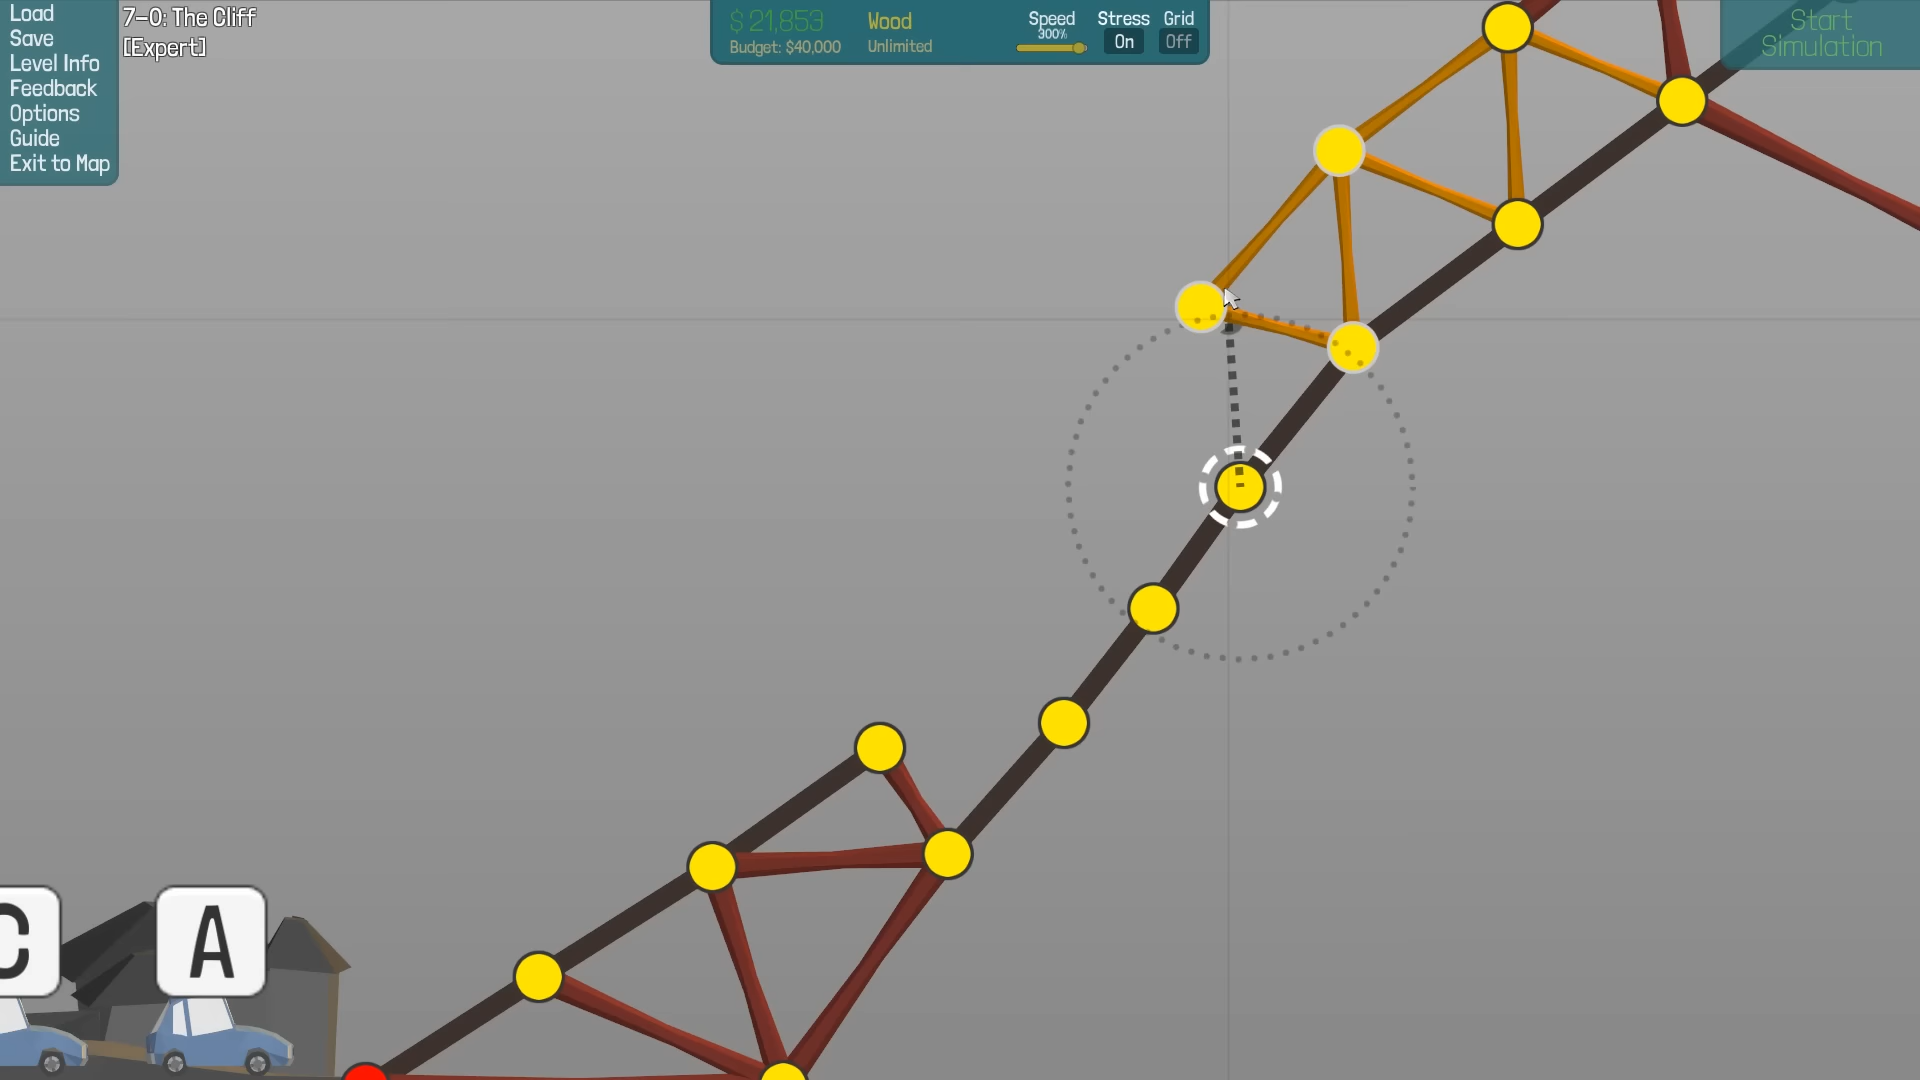 Load
Save
Level Info
Feedback
Options
Guide
Exit to Map
7-0: The Cliff
[Expert]
$21,853
Budget: $40,000
Wood
Unlimited
Speed
300%
Stress
On
Grid
Off
Start
Simulation
C
A